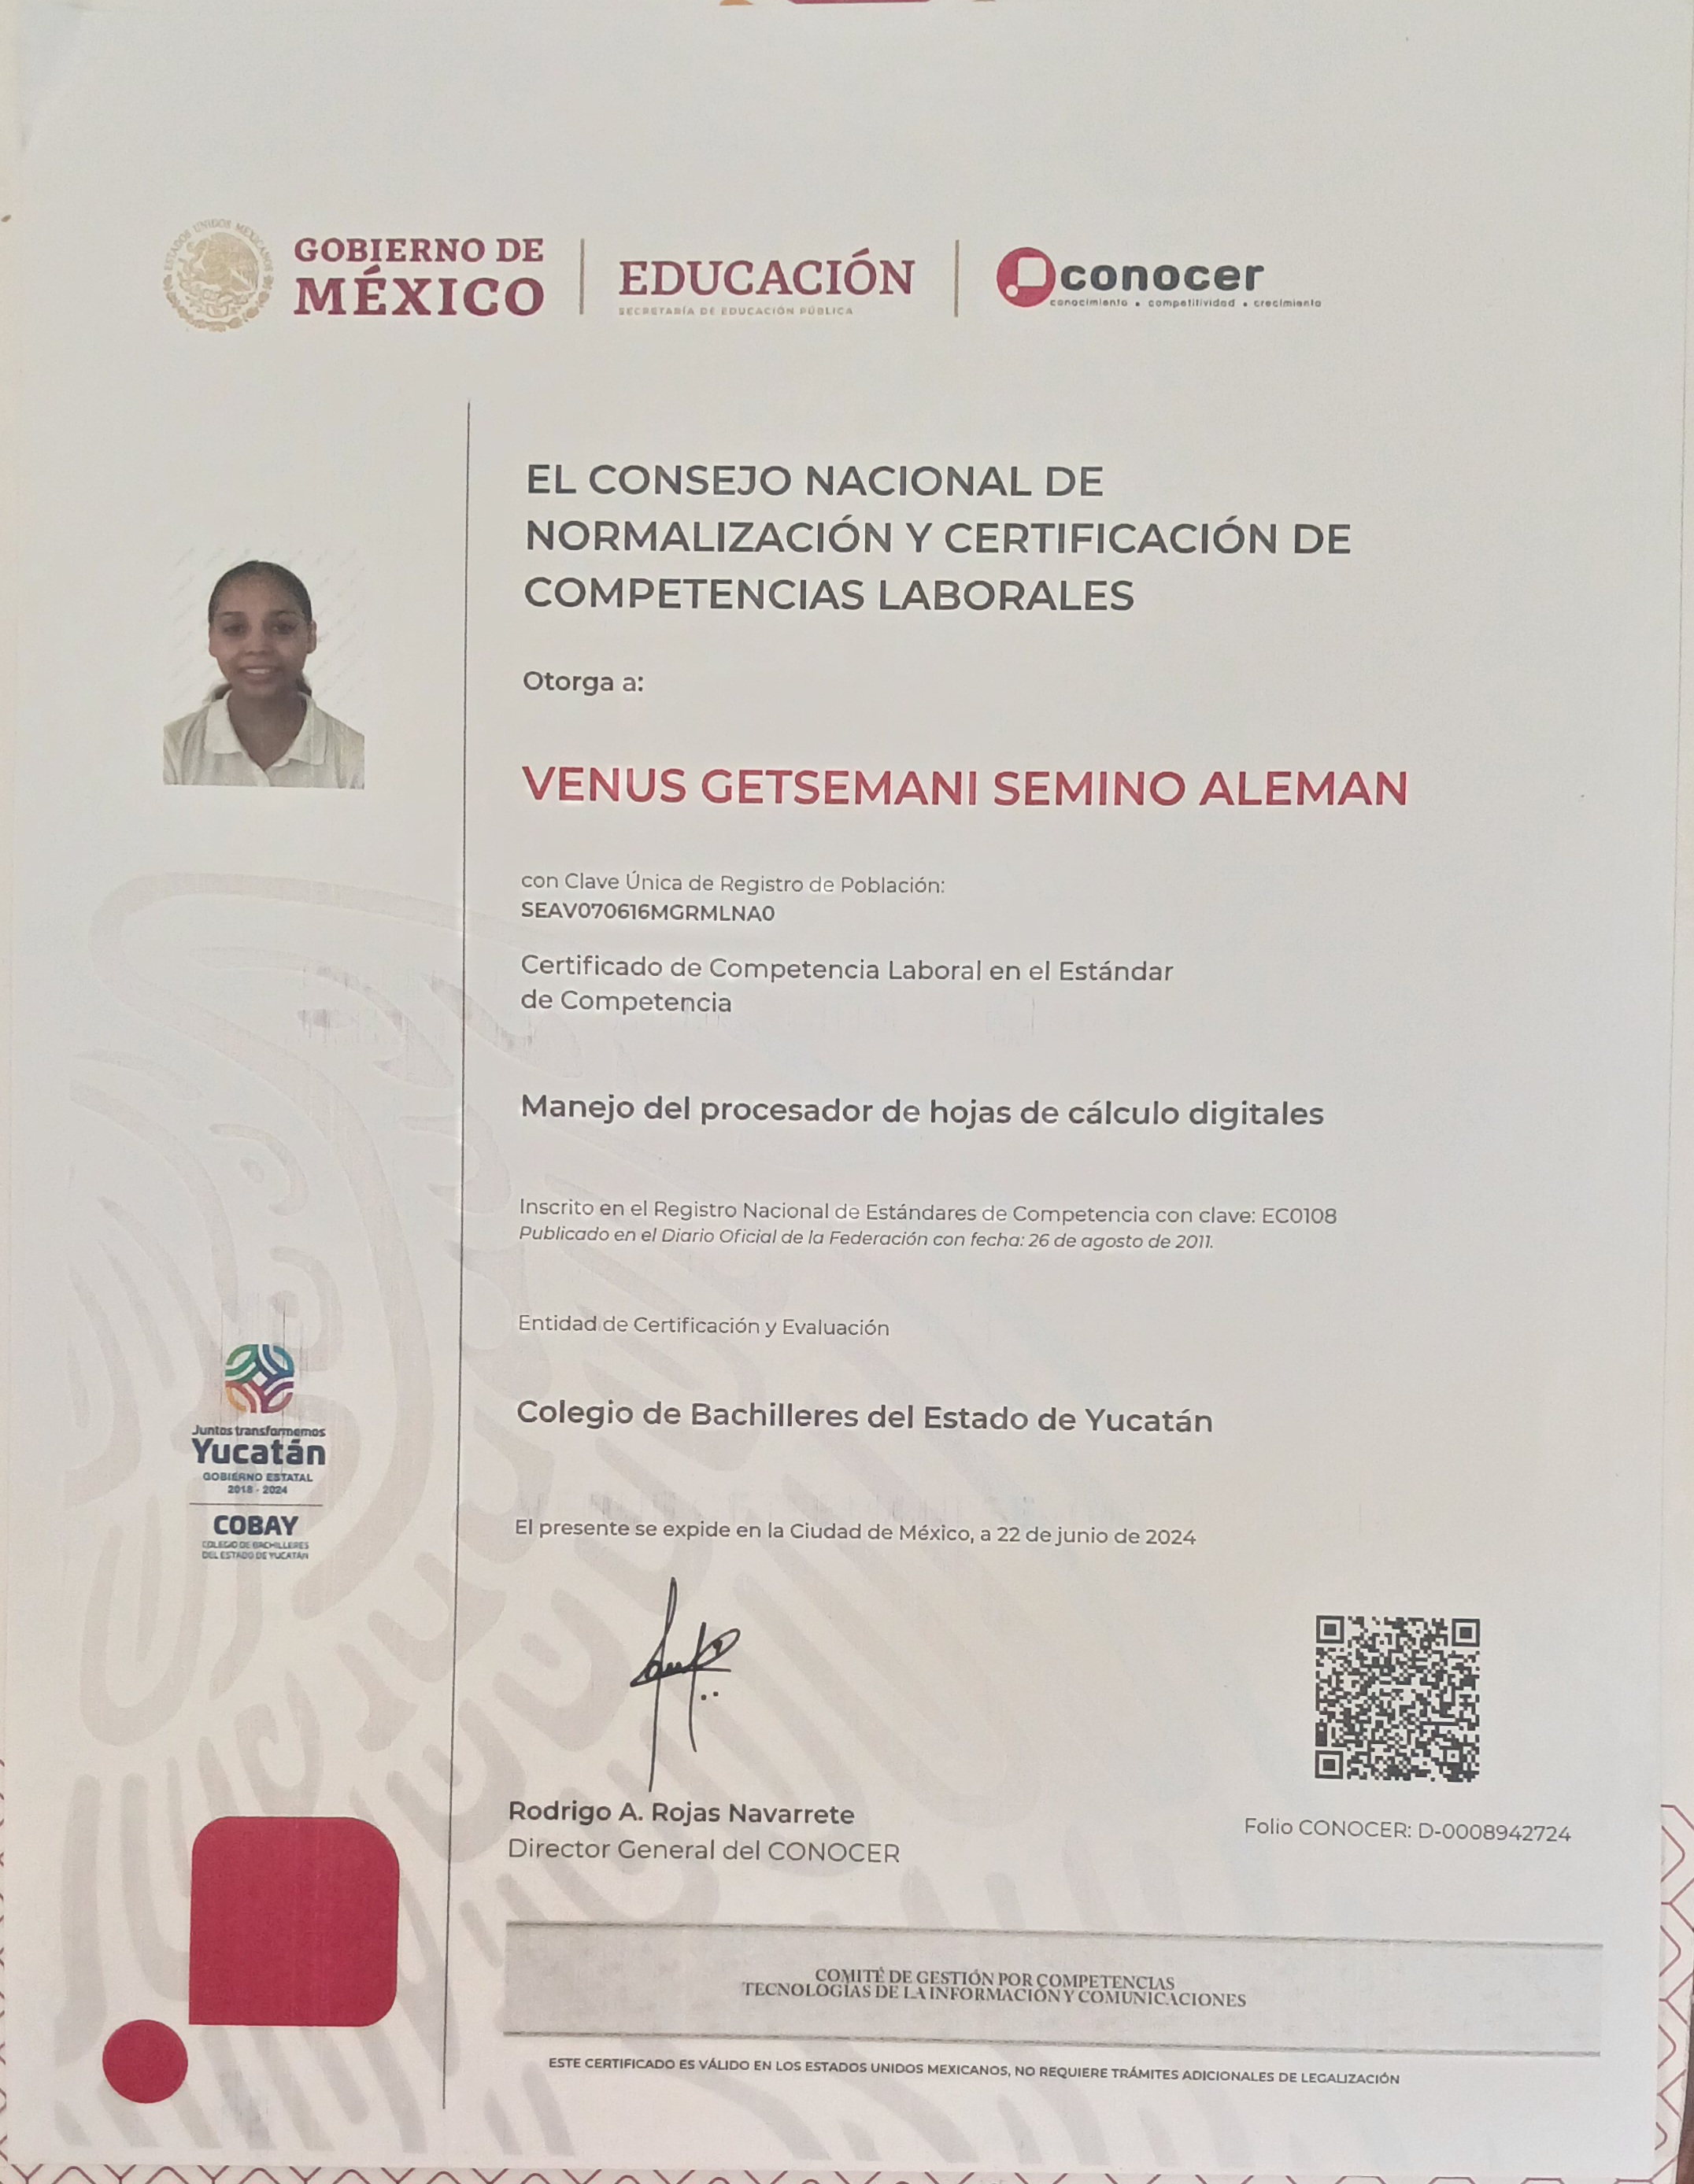 ESTADOS UNIDOS MEXICANOS
GOBIERNO DE
MÉXICO
EDUCACIÓN
SECRETARÍA DE EDUCACIÓN PÚBLICA
conocer
conocimiento • competitividad • crecimiento
EL CONSEJO NACIONAL DE
NORMALIZACIÓN Y CERTIFICACIÓN DE
COMPETENCIAS LABORALES
Otorga a:
VENUS GETSEMANI SEMINO ALEMAN
con Clave Única de Registro de Población:
SEAV070616MGRMLNA0
Certificado de Competencia Laboral en el Estándar
de Competencia
Manejo del procesador de hojas de cálculo digitales
Inscrito en el Registro Nacional de Estándares de Competencia con clave: EC0108
Publicado en el Diario Oficial de la Federación con fecha: 26 de agosto de 2011.
Entidad de Certificación y Evaluación
Colegio de Bachilleres del Estado de Yucatán
Juntos transformemos
Yucatán
GOBIERNO ESTATAL
2018 - 2024
COBAY
COLEGIO DE BACHILLERES
DEL ESTADO DE YUCATÁN
El presente se expide en la Ciudad de México, a 22 de junio de 2024
Rodrigo A. Rojas Navarrete
Director General del CONOCER
Folio CONOCER: D-0008942724
COMITÉ DE GESTIÓN POR COMPETENCIAS
TECNOLOGÍAS DE LA INFORMACIÓN Y COMUNICACIONES
ESTE CERTIFICADO ES VÁLIDO EN LOS ESTADOS UNIDOS MEXICANOS, NO REQUIERE TRÁMITES ADICIONALES DE LEGALIZACIÓN